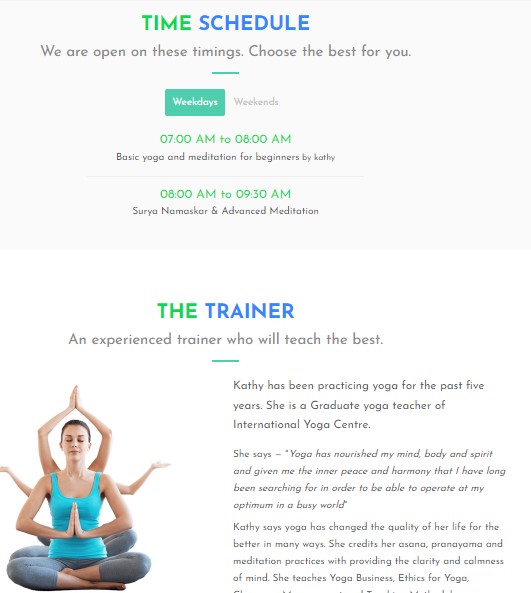 TIME SCHEDULE
We are open on these timings. Choose the best for you.
Weekdays Weekends
07:00 AM to 08:00 AM
Basic yoga and meditation for beginners by kathy
08:00 AM to 09:30 AM
Surya Namaskar & Advanced Meditation
THE TRAINER
An experienced trainer who will teach the best.
Kathy has been practicing yoga for the past five
years. She is a Graduate yoga teacher of
International Yoga Centre.
She says – "Yoga has nourished my mind, body and spirit
and given me the inner peace and harmony that I have long
been searching for in order to be able to operate at my
optimum in a busy world"
Kathy says yoga has changed the quality of her life for the
better in many ways. She credits her asana, pranayama and
meditation practices with providing the clarity and calmness
of mind. She teaches Yoga Business, Ethics for Yoga,